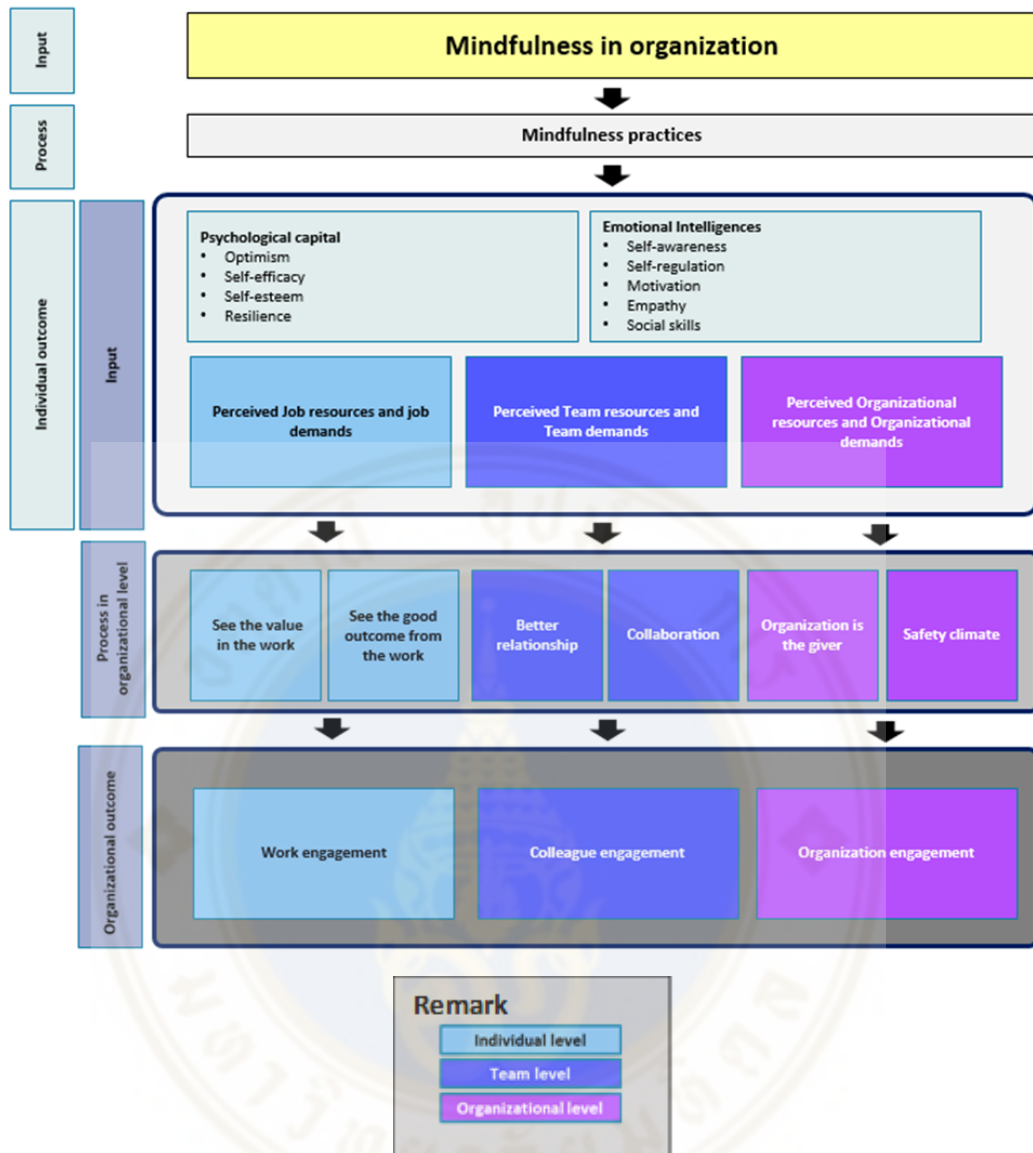 Input
Mindfulness in organization
Process
Mindfulness practices
Individual outcome
Input
Psychological capital
• Optimism
• Self-efficacy
• Self-esteem
• Resilience
Emotional Intelligences
• Self-awareness
• Self-regulation
• Motivation
• Empathy
• Social skills
Perceived Job resources and job
demands
Perceived Team resources and
Team demands
Perceived Organizational
resources and Organizational
demands
Process in
organizational level
See the value
in the work
See the good
outcome from
the work
Better
relationship
Collaboration
Organization is
the giver
Safety climate
Organizational outcome
Work engagement
Colleague engagement
Organization engagement
Remark
Individual level
Team level
Organizational level